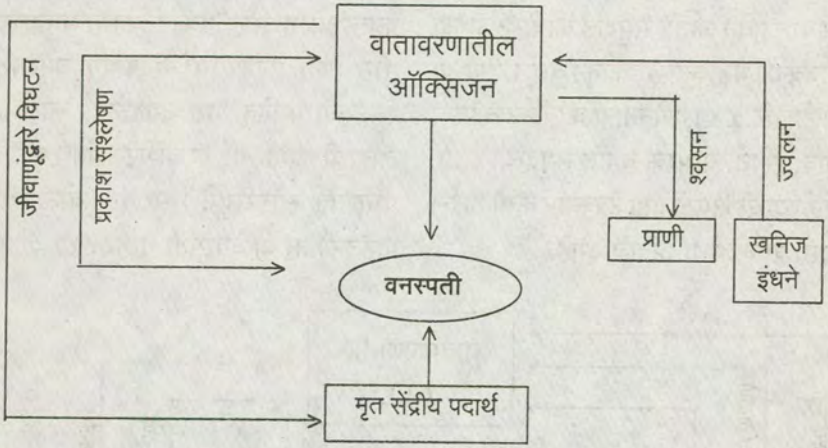 वातावरणातील
ऑक्सिजन
जीवाणूंद्वारे विघटन
प्रकाश संश्लेषण
श्वसन
ज्वलन
प्राणी
खनिज
इंधने
वनस्पती
मृत सेंद्रीय पदार्थ